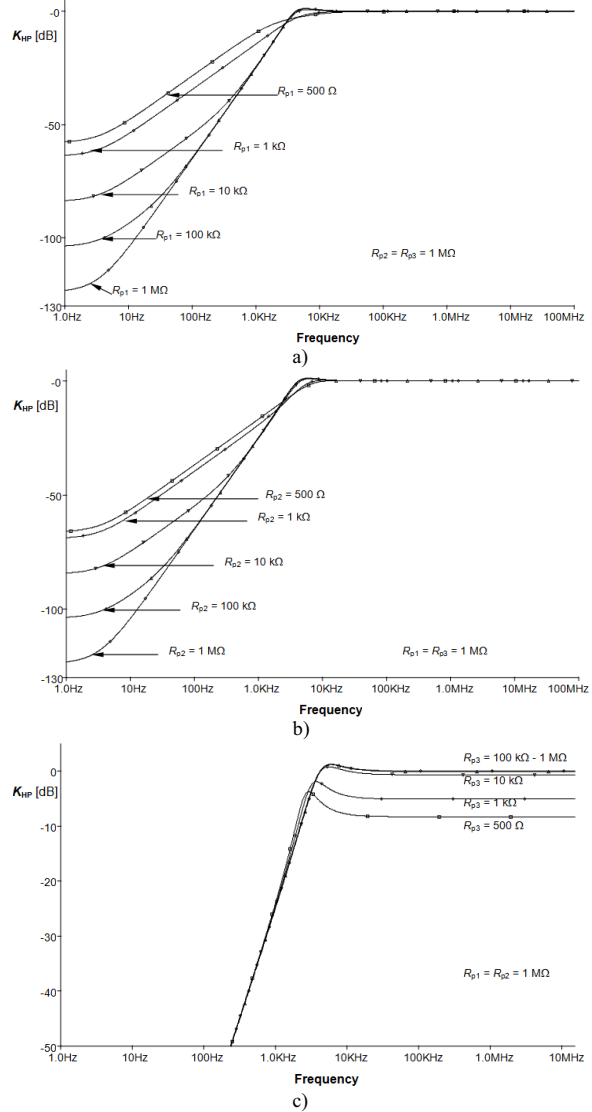 -0
K_HP [dB]
R_p1 = 500 Ω
-50
R_p1 = 1 kΩ
R_p1 = 10 kΩ
-100
R_p1 = 100 kΩ
R_p2 = R_p3 = 1 MΩ
R_p1 = 1 MΩ
-130
1.0Hz 10Hz 100Hz 1.0KHz 10KHz 100KHz 1.0MHz 10MHz 100MHz
Frequency
a)
-0
K_HP [dB]
-50
R_p2 = 500 Ω
R_p2 = 1 kΩ
R_p2 = 10 kΩ
-100
R_p2 = 100 kΩ
R_p2 = 1 MΩ
R_p1 = R_p3 = 1 MΩ
-130
1.0Hz 10Hz 100Hz 1.0KHz 10KHz 100KHz 1.0MHz 10MHz 100MHz
Frequency
b)
R_p3 = 100 kΩ - 1 MΩ
0
K_HP [dB]
R_p3 = 10 kΩ
R_p3 = 1 kΩ
-10
R_p3 = 500 Ω
-20
-30
R_p1 = R_p2 = 1 MΩ
-40
-50
1.0Hz 10Hz 100Hz 1.0KHz 10KHz 100KHz 1.0MHz 10MHz
Frequency
c)